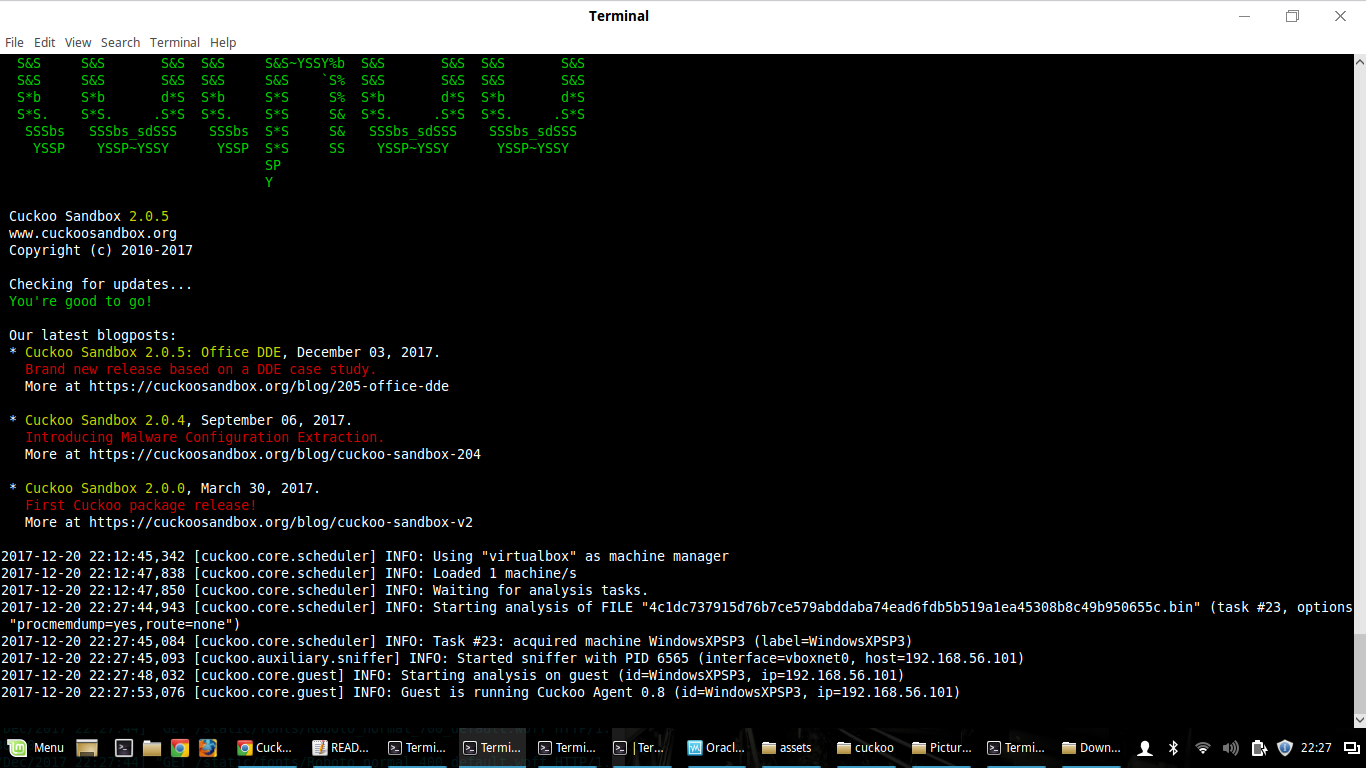 Terminal
File Edit View Search Terminal Help
S&S S&S S&S S&S S&S~YSSY%b S&S S&S S&S S&S
S&S S&S S&S S&S S&S `S% S&S S&S S&S S&S
S*b S*b d*S S*b S*S S% S*b d*S S*b d*S
S*S. S*S. .S*S S*S. S*S S& S*S. .S*S S*S. .S*S
SSSbs SSSbs_sdSSS SSSbs S*S S& SSSbs_sdSSS SSSbs_sdSSS
YSSP YSSP~YSSY YSSP S*S SS YSSP~YSSY YSSP~YSSY
SP
Y
Cuckoo Sandbox 2.0.5
www.cuckoosandbox.org
Copyright (c) 2010-2017
Checking for updates...
You're good to go!
Our latest blogposts:
* Cuckoo Sandbox 2.0.5: Office DDE, December 03, 2017.
Brand new release based on a DDE case study.
More at https://cuckoosandbox.org/blog/205-office-dde
* Cuckoo Sandbox 2.0.4, September 06, 2017.
Introducing Malware Configuration Extraction.
More at https://cuckoosandbox.org/blog/cuckoo-sandbox-204
* Cuckoo Sandbox 2.0.0, March 30, 2017.
First Cuckoo package release!
More at https://cuckoosandbox.org/blog/cuckoo-sandbox-v2
2017-12-20 22:12:45,342 [cuckoo.core.scheduler] INFO: Using "virtualbox" as machine manager
2017-12-20 22:12:47,838 [cuckoo.core.scheduler] INFO: Loaded 1 machine/s
2017-12-20 22:12:47,850 [cuckoo.core.scheduler] INFO: Waiting for analysis tasks.
2017-12-20 22:27:44,943 [cuckoo.core.scheduler] INFO: Starting analysis of FILE "4c1dc737915d76b7ce579abddaba74ead6fdb5b519a1ea45308b8c49b950655c.bin" (task #23, options
"procmemdump=yes,route=none")
2017-12-20 22:27:45,084 [cuckoo.core.scheduler] INFO: Task #23: acquired machine WindowsXPSP3 (label=WindowsXPSP3)
2017-12-20 22:27:45,093 [cuckoo.auxiliary.sniffer] INFO: Started sniffer with PID 6565 (interface=vboxnet0, host=192.168.56.101)
2017-12-20 22:27:48,032 [cuckoo.core.guest] INFO: Starting analysis on guest (id=WindowsXPSP3, ip=192.168.56.101)
2017-12-20 22:27:53,076 [cuckoo.core.guest] INFO: Guest is running Cuckoo Agent 0.8 (id=WindowsXPSP3, ip=192.168.56.101)
Menu Cuck... READ... Termi... Termi... Termi... |Ter... Oracl... assets cuckoo Pictur... Termi... Down... 22:27